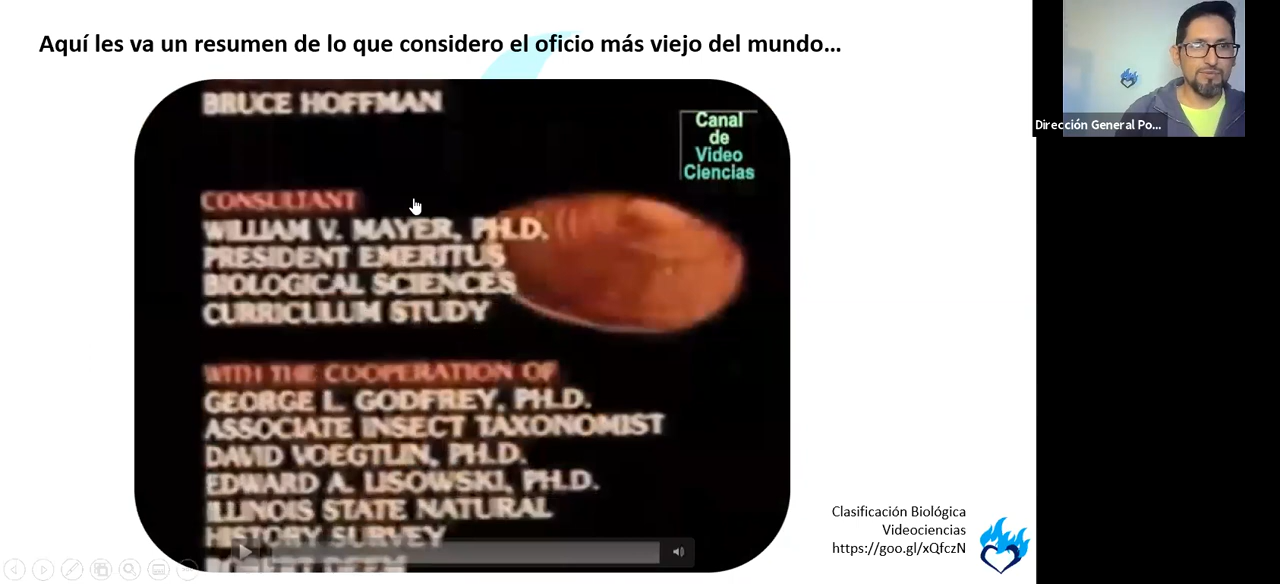 Aquí les va un resumen de lo que considero el oficio más viejo del mundo...
BRUCE HOFFMAN
Canal
de
Video
Ciencias
CONSULTANT
WILLIAM V. MAYER, PH.D.
PRESIDENT EMERITUS
BIOLOGICAL SCIENCES
CURRICULUM STUDY
WITH THE COOPERATION OF
GEORGE L. GODFREY, PH.D.
ASSOCIATE INSECT TAXONOMIST
DAVID VOEGTLIN, PH.D.
EDWARD A. LISOWSKI, PH.D.
ILLINOIS STATE NATURAL
HISTORY SURVEY
ROBERT
Clasificación Biológica
Videociencias
https://goo.gl/xQfczN
Dirección General Po...